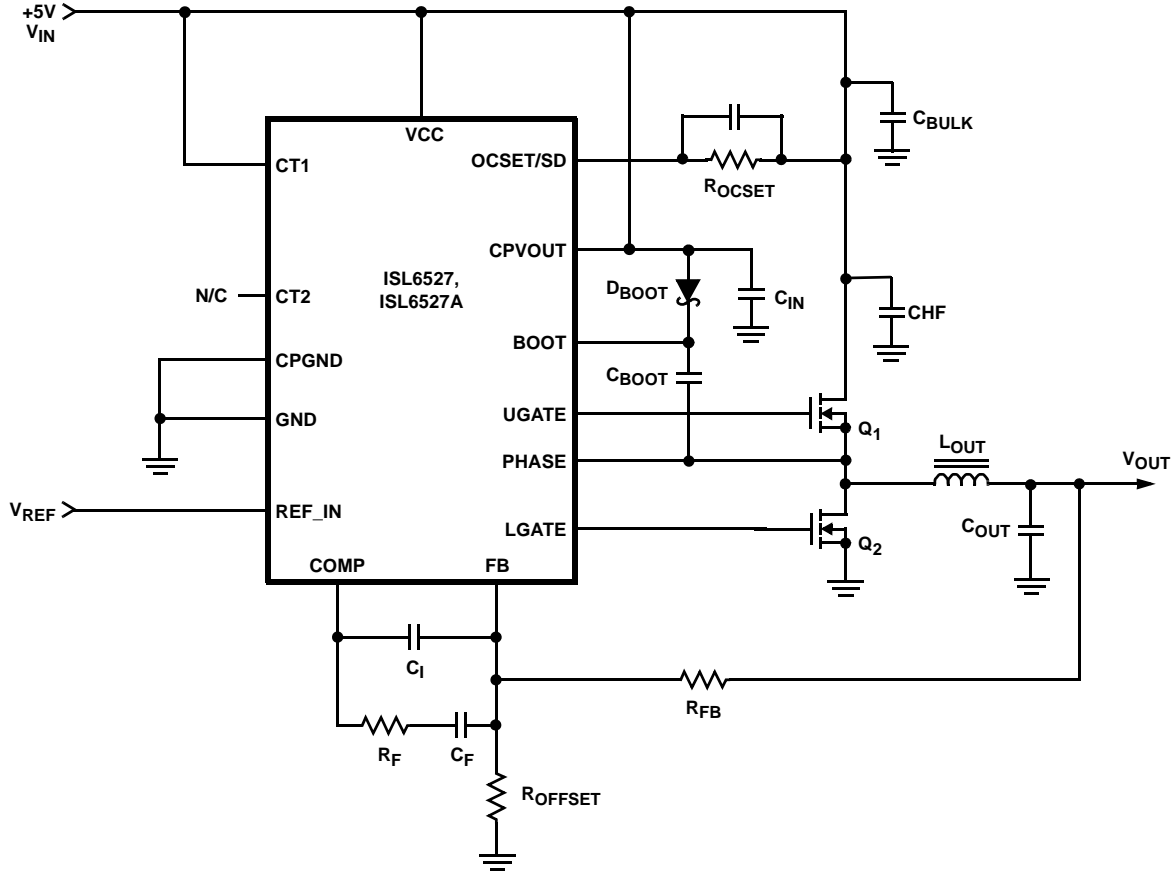 +5V
VIN
VCC
CT1
OCSET/SD
ROCSET
CBULK
CPVOUT
ISL6527,
ISL6527A
DBOOT
CIN
N/C
CT2
CHF
BOOT
CPGND
CBOOT
UGATE
GND
Q1
PHASE
LOUT
VOUT
VREF
REF_IN
LGATE
Q2
COUT
COMP
FB
CI
RFB
RF
CF
ROFFSET